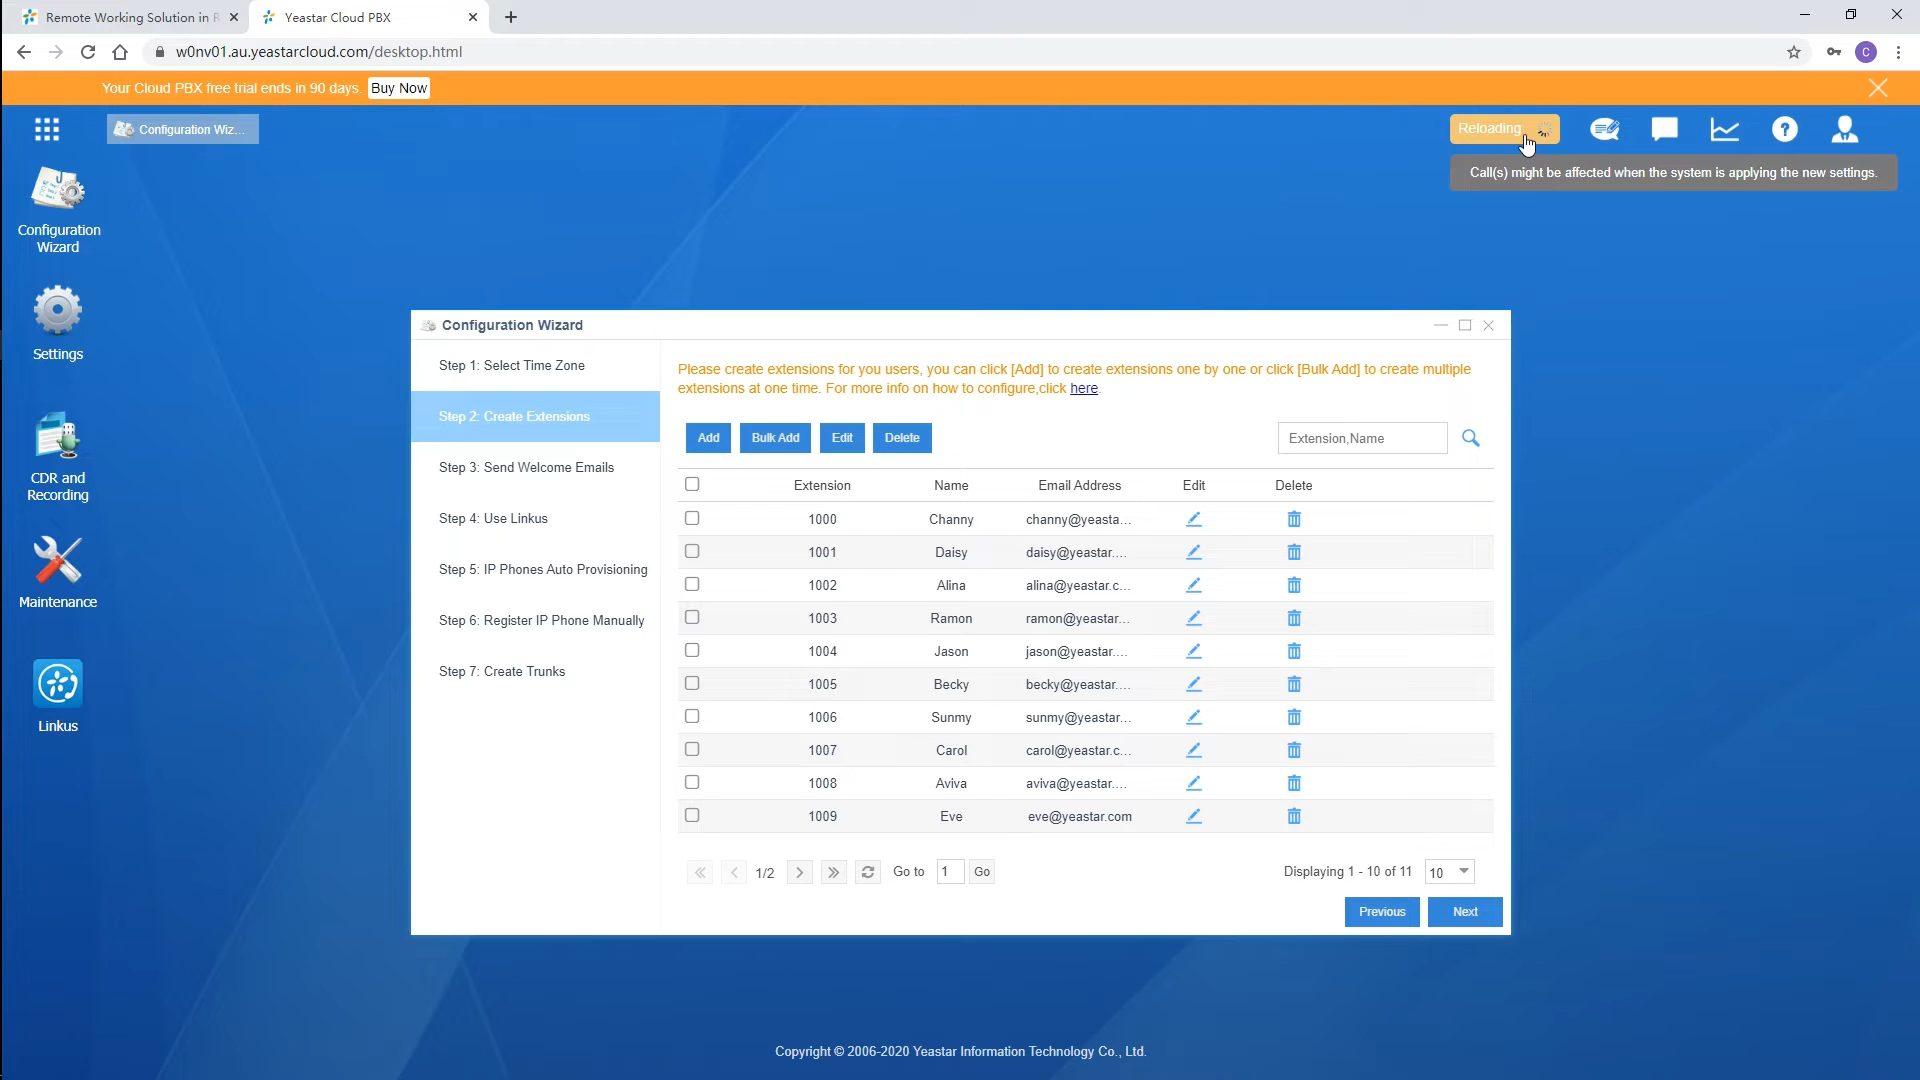 Remote Working Solution in
Yeastar Cloud PBX
w0nv01.au.yeastarcloud.com/desktop.html
C
Your Cloud PBX free trial ends in 90 days. Buy Now
Configuration Wiz...
Reloading
Call(s) might be affected when the system is applying the new settings.
Configuration
Wizard
Settings
CDR and
Recording
Maintenance
Linkus
Configuration Wizard
Step 1: Select Time Zone
Step 2: Create Extensions
Step 3: Send Welcome Emails
Step 4: Use Linkus
Step 5: IP Phones Auto Provisioning
Step 6: Register IP Phone Manually
Step 7: Create Trunks
Please create extensions for you users, you can click [Add] to create extensions one by one or click [Bulk Add] to create multiple
extensions at one time. For more info on how to configure,click here.
Add Bulk Add Edit Delete Extension,Name
Extension Name Email Address Edit Delete
1000 Channy channy@yeasta...
1001 Daisy daisy@yeastar....
1002 Alina alina@yeastar.c...
1003 Ramon ramon@yeastar...
1004 Jason jason@yeastar....
1005 Becky becky@yeastar....
1006 Sunmy sunmy@yeastar...
1007 Carol carol@yeastar.c...
1008 Aviva aviva@yeastar....
1009 Eve eve@yeastar.com
1/2 Go to 1 Go Displaying 1 - 10 of 11 10
Previous Next
Copyright © 2006-2020 Yeastar Information Technology Co., Ltd.